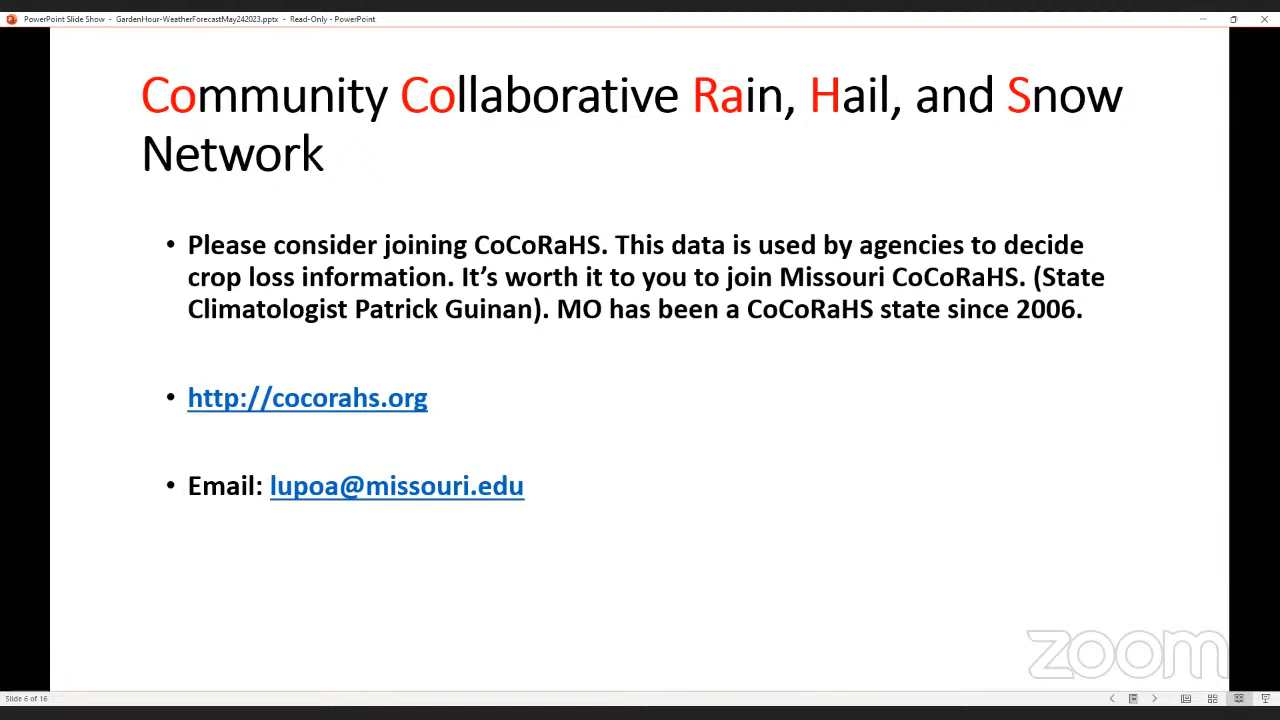 PowerPoint Slide Show - GardenHour-WeatherForecastMay242023.pptx - Read-Only - PowerPoint
Community Collaborative Rain, Hail, and Snow
Network
• Please consider joining CoCoRaHS. This data is used by agencies to decide
crop loss information. It’s worth it to you to join Missouri CoCoRaHS. (State
Climatologist Patrick Guinan). MO has been a CoCoRaHS state since 2006.
• http://cocorahs.org
• Email: lupoa@missouri.edu
zoom
Slide 6 of 16